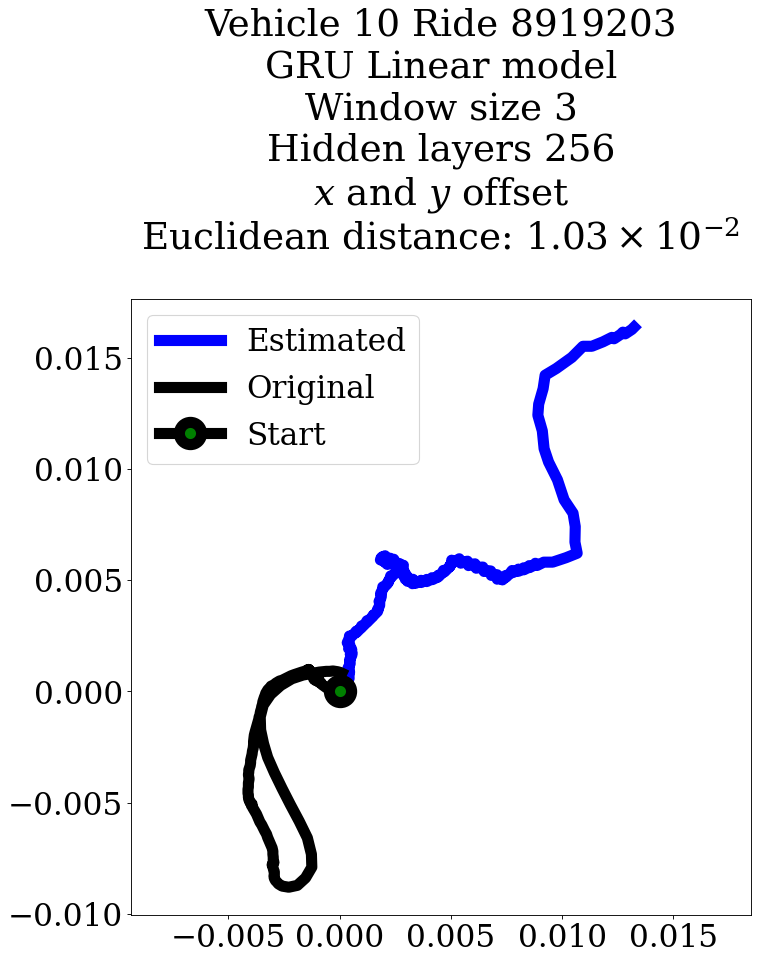 Vehicle 10 Ride 8919203
GRU Linear model
Window size 3
Hidden layers 256
x and y offset
Euclidean distance: 1.03 × 10⁻²
Estimated
Original
Start
0.015
0.010
0.005
0.000
−0.005
−0.010
−0.005 0.000 0.005 0.010 0.015